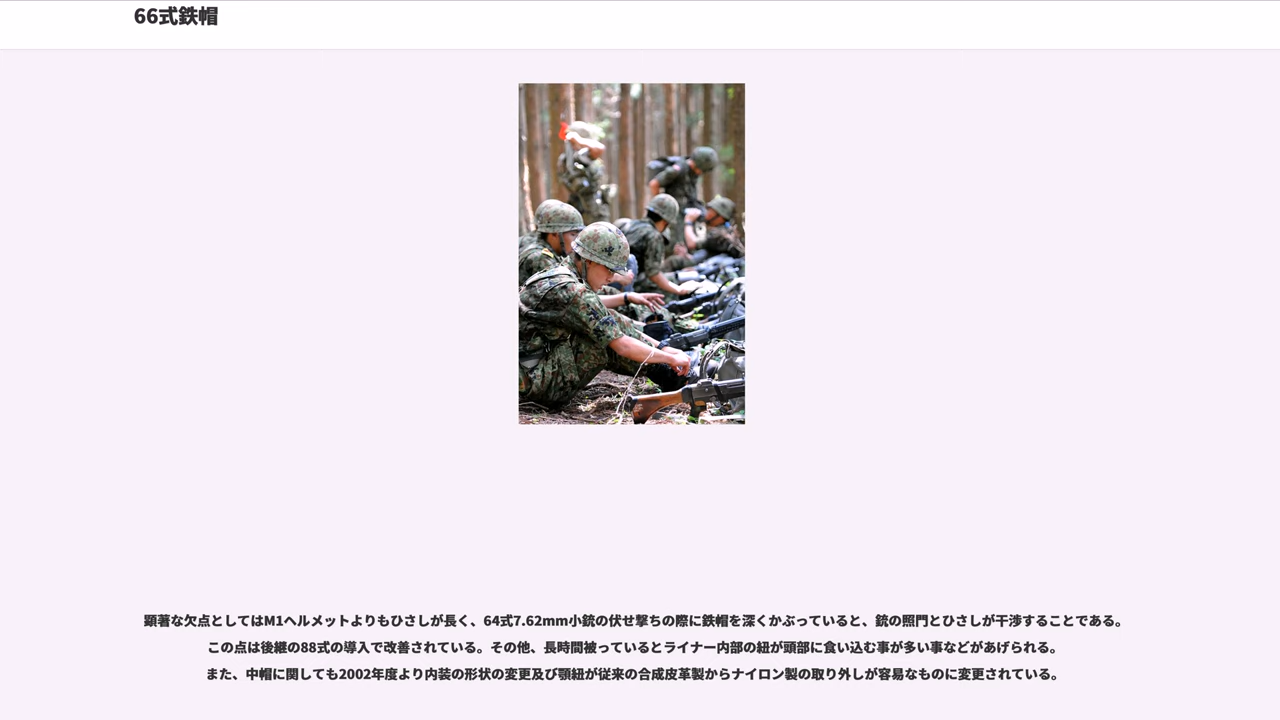 66式鉄帽
顕著な欠点としてはM1ヘルメットよりもひさしが長く、64式7.62mm小銃の伏せ撃ちの際に鉄帽を深くかぶっていると、銃の照門とひさしが干渉することである。
この点は後継の88式の導入で改善されている。その他、長時間被っているとライナー内部の紐が頭部に食い込む事が多い事などがあげられる。
また、中帽に関しても2002年度より内装の形状の変更及び顎紐が従来の合成皮革製からナイロン製の取り外しが容易なものに変更されている。